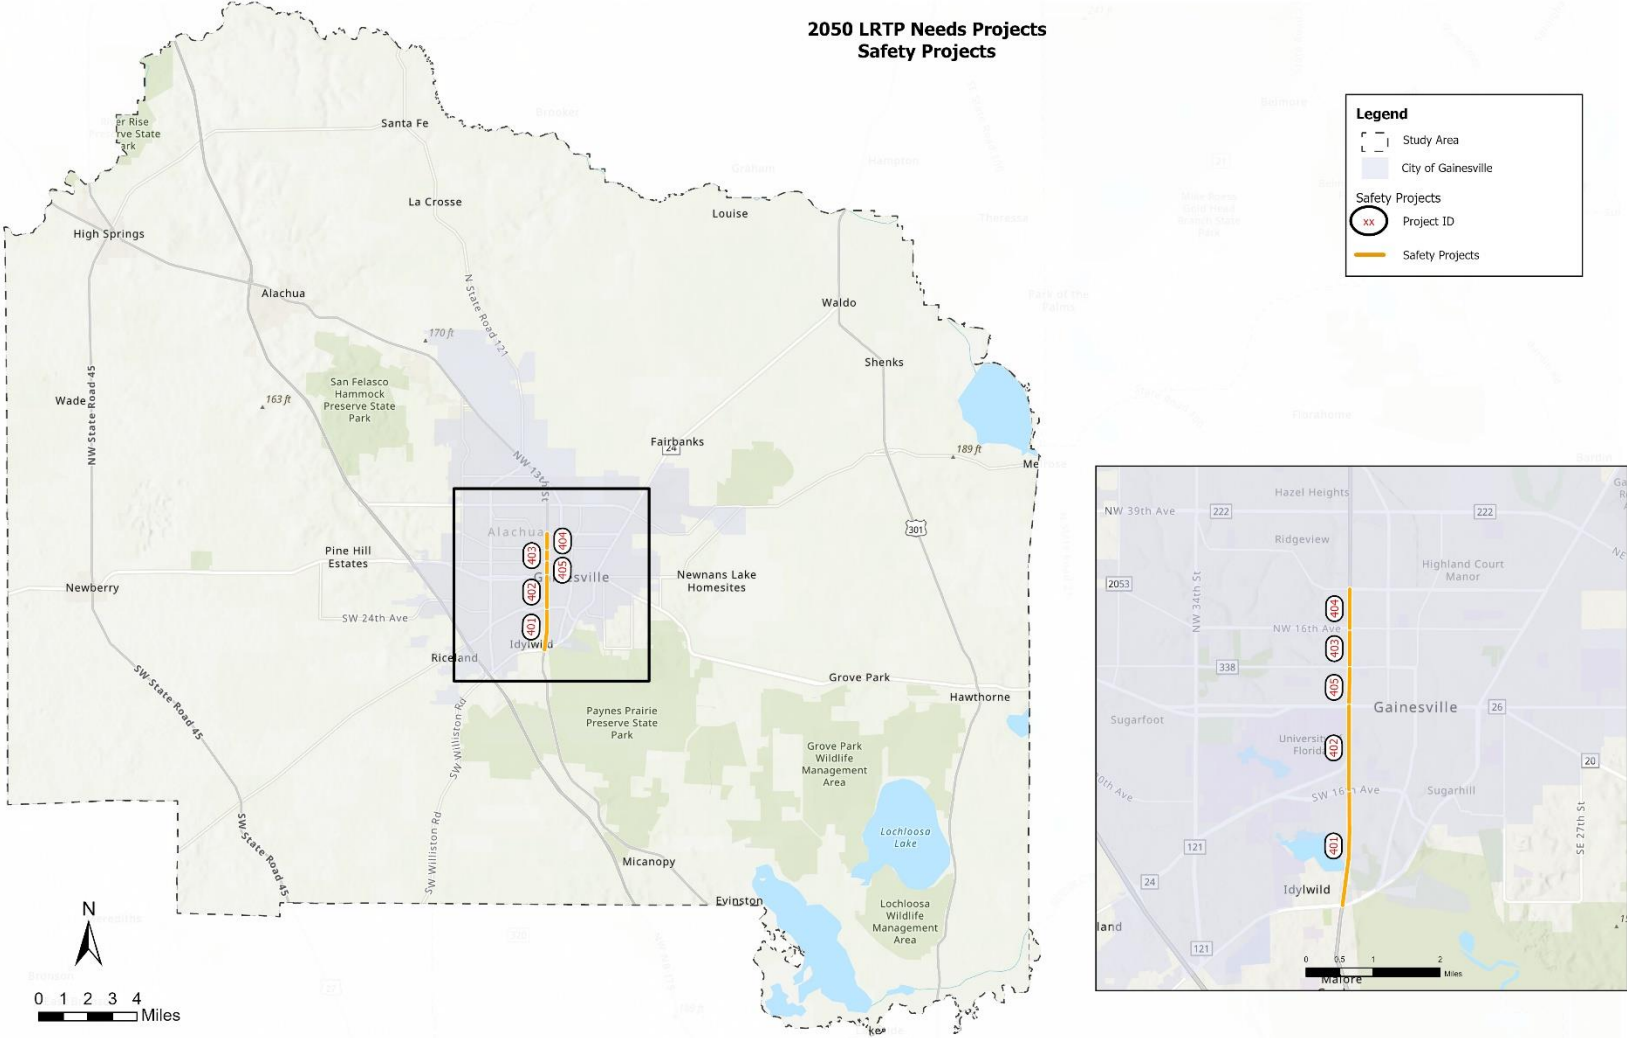 2050 LRTP Needs Projects
Safety Projects
Legend
Study Area
City of Gainesville
Safety Projects
xx
Project ID
Safety Projects
Santa Fe
La Crosse
Louise
High Springs
Alachua
N State Road 121
Waldo
170 ft
Shenks
San Felasco
Hammock
Preserve State
Park
163 ft
Wade
NW State Road 45
Fairbanks
24
189 ft
NW 13th St
301
Alachua
404
403
405
402
401
Pine Hill
Estates
Newnans Lake
Homesites
Newberry
SW 24th Ave
Idylwild
Riceland
Grove Park
Hawthorne
SW State Road 45
SW Williston Rd
Paynes Prairie
Preserve State
Park
Grove Park
Wildlife
Management
Area
SW State Road 45
SW Williston Rd
Lochloosa
Lake
Micanopy
Evinston
Lochloosa
Wildlife
Management
Area
N
0 1 2 3 4
Miles
Hazel Heights
NW 39th Ave
222
222
Ridgeview
Highland Court
Manor
2053
NW 34th St
404
NW 16th Ave
403
338
405
Gainesville
26
Sugarfoot
402
20
SW 16th Ave
Sugarhill
SE 27th St
401
121
24
Idylwild
121
0 0.5 1 2
Miles